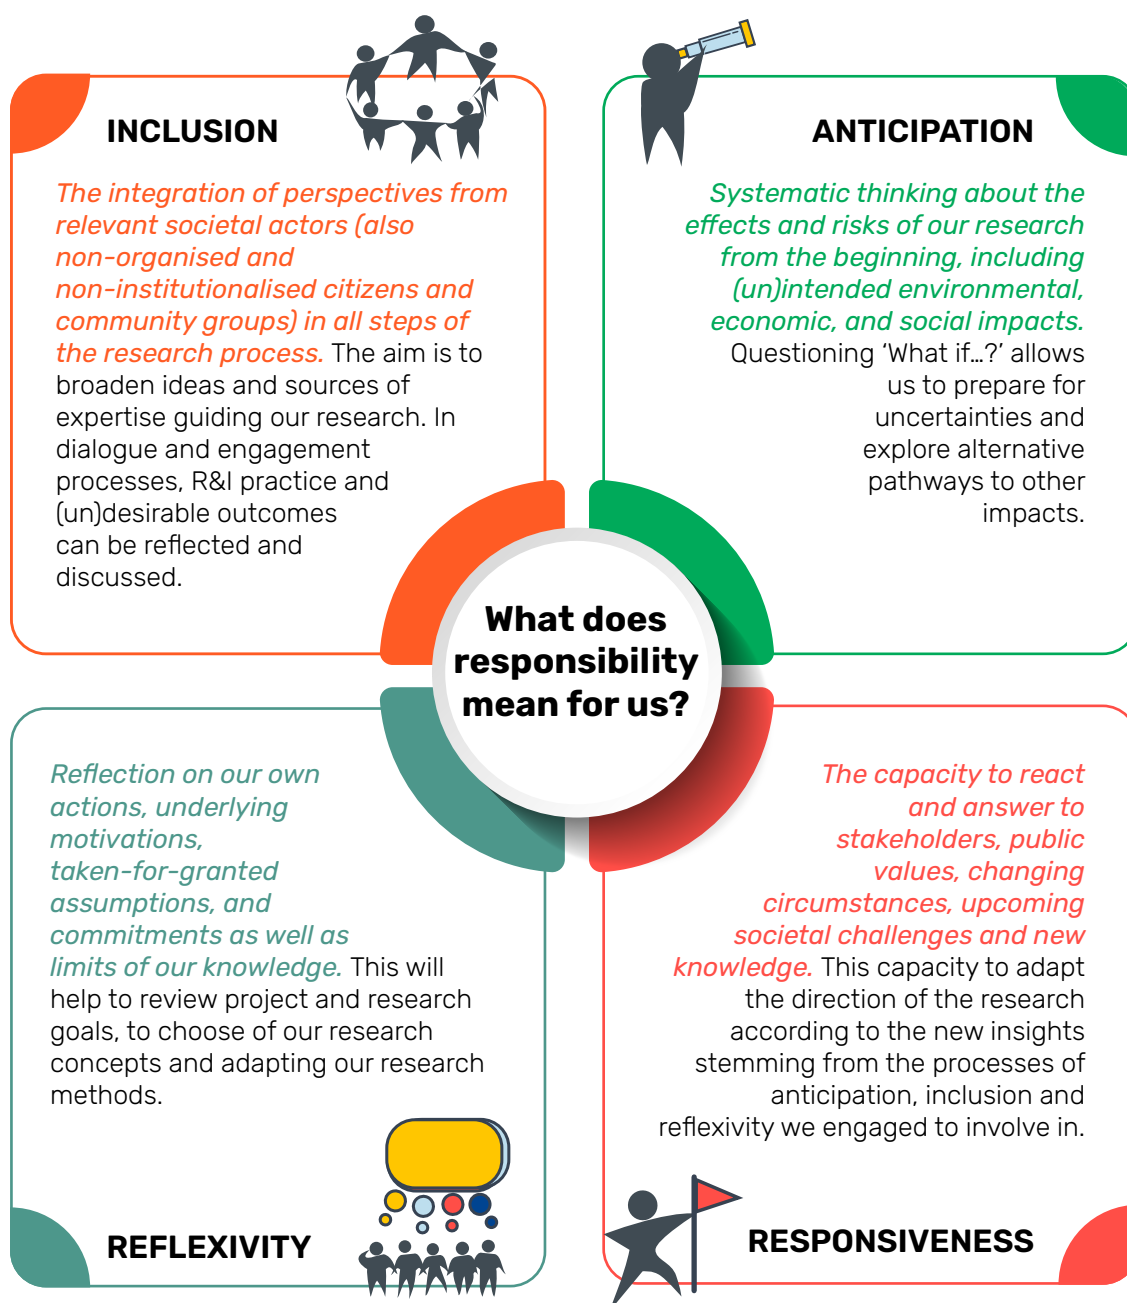 INCLUSION
The integration of perspectives from
relevant societal actors (also
non-organised and
non-institutionalised citizens and
community groups) in all steps of
the research process. The aim is to
broaden ideas and sources of
expertise guiding our research. In
dialogue and engagement
processes, R&I practice and
(un)desirable outcomes
can be reflected and
discussed.
ANTICIPATION
Systematic thinking about the
effects and risks of our research
from the beginning, including
(un)intended environmental,
economic, and social impacts.
Questioning ‘What if...?’ allows
us to prepare for
uncertainties and
explore alternative
pathways to other
impacts.
What does
responsibility
mean for us?
Reflection on our own
actions, underlying
motivations,
taken-for-granted
assumptions, and
commitments as well as
limits of our knowledge. This will
help to review project and research
goals, to choose of our research
concepts and adapting our research
methods.
REFLEXIVITY
The capacity to react
and answer to
stakeholders, public
values, changing
circumstances, upcoming
societal challenges and new
knowledge. This capacity to adapt
the direction of the research
according to the new insights
stemming from the processes of
anticipation, inclusion and
reflexivity we engaged to involve in.
RESPONSIVENESS